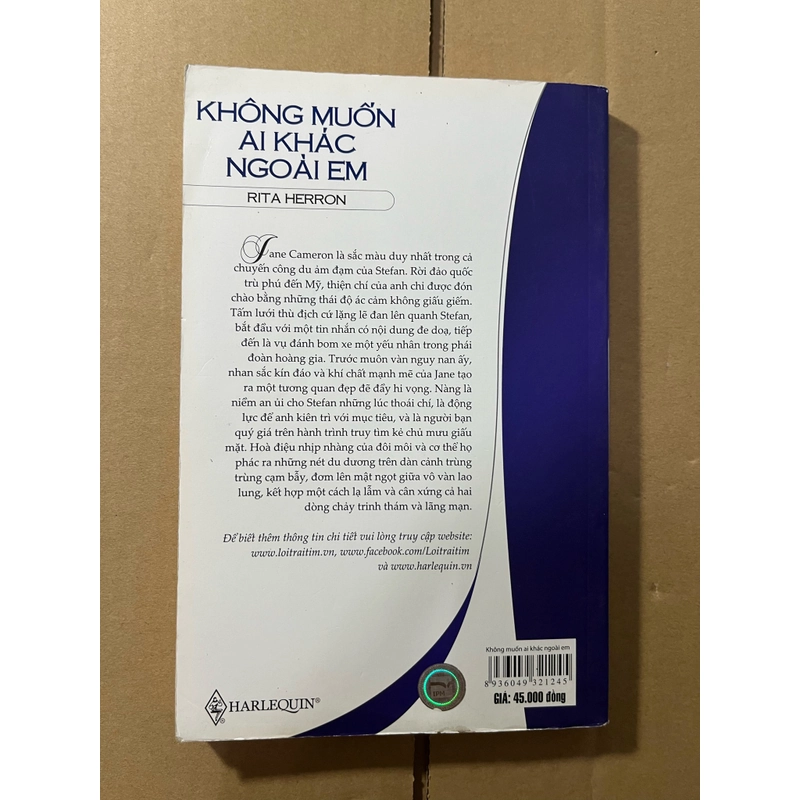 KHÔNG MUỐN
AI KHÁC
NGOÀI EM
RITA HERRON
Jane Cameron là sắc màu duy nhất trong cả
chuyến công du ảm đạm của Stefan. Rời đảo quốc
trù phú đến Mỹ, thiện chí của anh chỉ được đón
chào bằng những thái độ ác cảm không giấu giếm.
Tấm lưới thù địch cứ lặng lẽ đan lên quanh Stefan,
bắt đầu với một tin nhắn có nội dung đe doạ, tiếp
đến là vụ đánh bom xe một yếu nhân trong phái
đoàn hoàng gia. Trước muôn vàn nguy nan ấy,
nhan sắc kín đáo và khí chất mạnh mẽ của Jane tạo
ra một tương quan đẹp đẽ đầy hi vọng. Nàng là
niềm an ủi cho Stefan những lúc thoái chí, là động
lực để anh kiên trì với mục tiêu, và là người bạn
quý giá trên hành trình truy tìm kẻ chủ mưu giấu
mặt. Hoà điệu nhịp nhàng của đôi môi và cơ thể họ
phác ra những nét du dương trên dàn cảnh trùng
trùng cạm bẫy, đơm lên mật ngọt giữa vô vàn lao
lung, kết hợp một cách lạ lẫm và cân xứng cả hai
dòng chảy trinh thám và lãng mạn.
Để biết thêm thông tin chi tiết vui lòng truy cập website:
www.loitraitim.vn, www.facebook.com/Loitraitim
và www.harlequin.vn
Không muốn ai khác ngoài em
8 936049 321245
GIÁ: 45.000 đồng
HARLEQUIN®